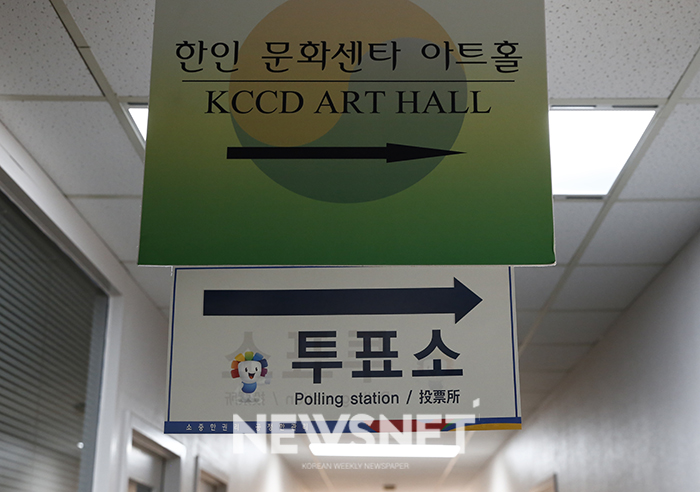 한인 문화센타 아트홀
KCCD ART HALL
투표소
Polling station / 投票所
NEWSNET
KOREAN WEEKLY NEWSPAPER